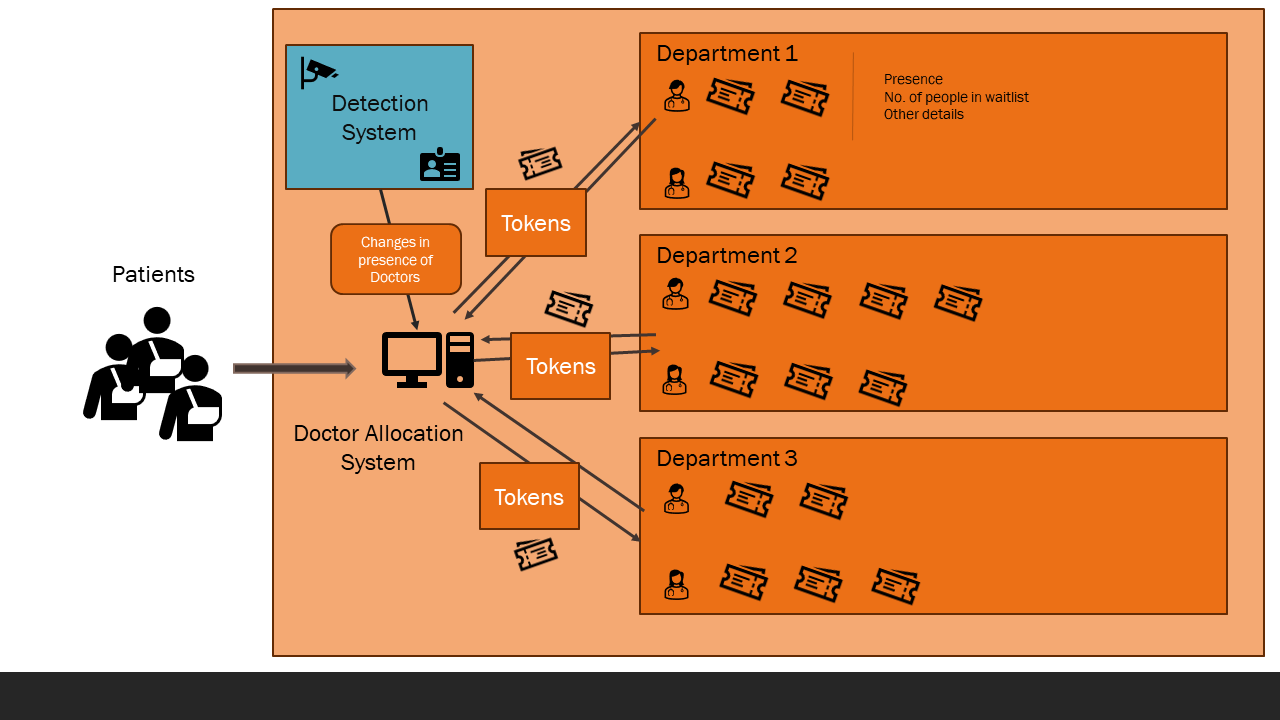 Patients
Detection
System
Changes in
presence of
Doctors
Doctor Allocation
System
Tokens
Tokens
Tokens
Department 1
Presence
No. of people in waitlist
Other details
Department 2
Department 3